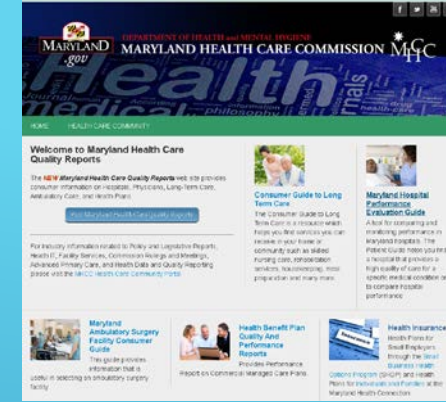 MARYLAND
.gov
DEPARTMENT OF HEALTH and MENTAL HYGIENE
MARYLAND HEALTH CARE COMMISSION
MHCC
Health
medical
Journals
HOME HEALTH CARE COMMUNITY
Welcome to Maryland Health Care
Quality Reports
The NEW Maryland Health Care Quality Reports web site provides
consumer information on Hospitals, Physicians, Long-Term Care,
Ambulatory Care, and Health Plans.
Visit Maryland Health Care Quality Reports
For industry information related to Policy and Legislative Reports,
Health IT, Facility Services, Commission Rulings and Meetings,
Advanced Primary Care, and Health Data and Quality Reporting
please visit the MHCC Health Care Community Portal
Consumer Guide to Long
Term Care
The Consumer Guide to Long
Term Care is a resource which
helps you find services you can
receive in your home or
community such as skilled
nursing care, rehabilitation
services, housekeeping, meal
preparation and many more.
Maryland Hospital
Performance
Evaluation Guide
A tool for comparing and
monitoring performance in
Maryland hospitals. The
Patient Guide helps you find
a hospital that provides a
high quality of care for a
specific medical condition or
to compare hospital
performance
Maryland
Ambulatory Surgery
Facility Consumer
Guide
This guide provides
information that is
useful in selecting an ambulatory surgery
facility
Health Benefit Plan
Quality And
Performance
Reports
Provides Performance
Report on Commercial Managed Care Plans.
Health Insurance
Health Plans for
Small Employers
through the Small
Business Health
Options Program (SHOP) and Health
Plans for Individuals and Families at the
Maryland Health Connection